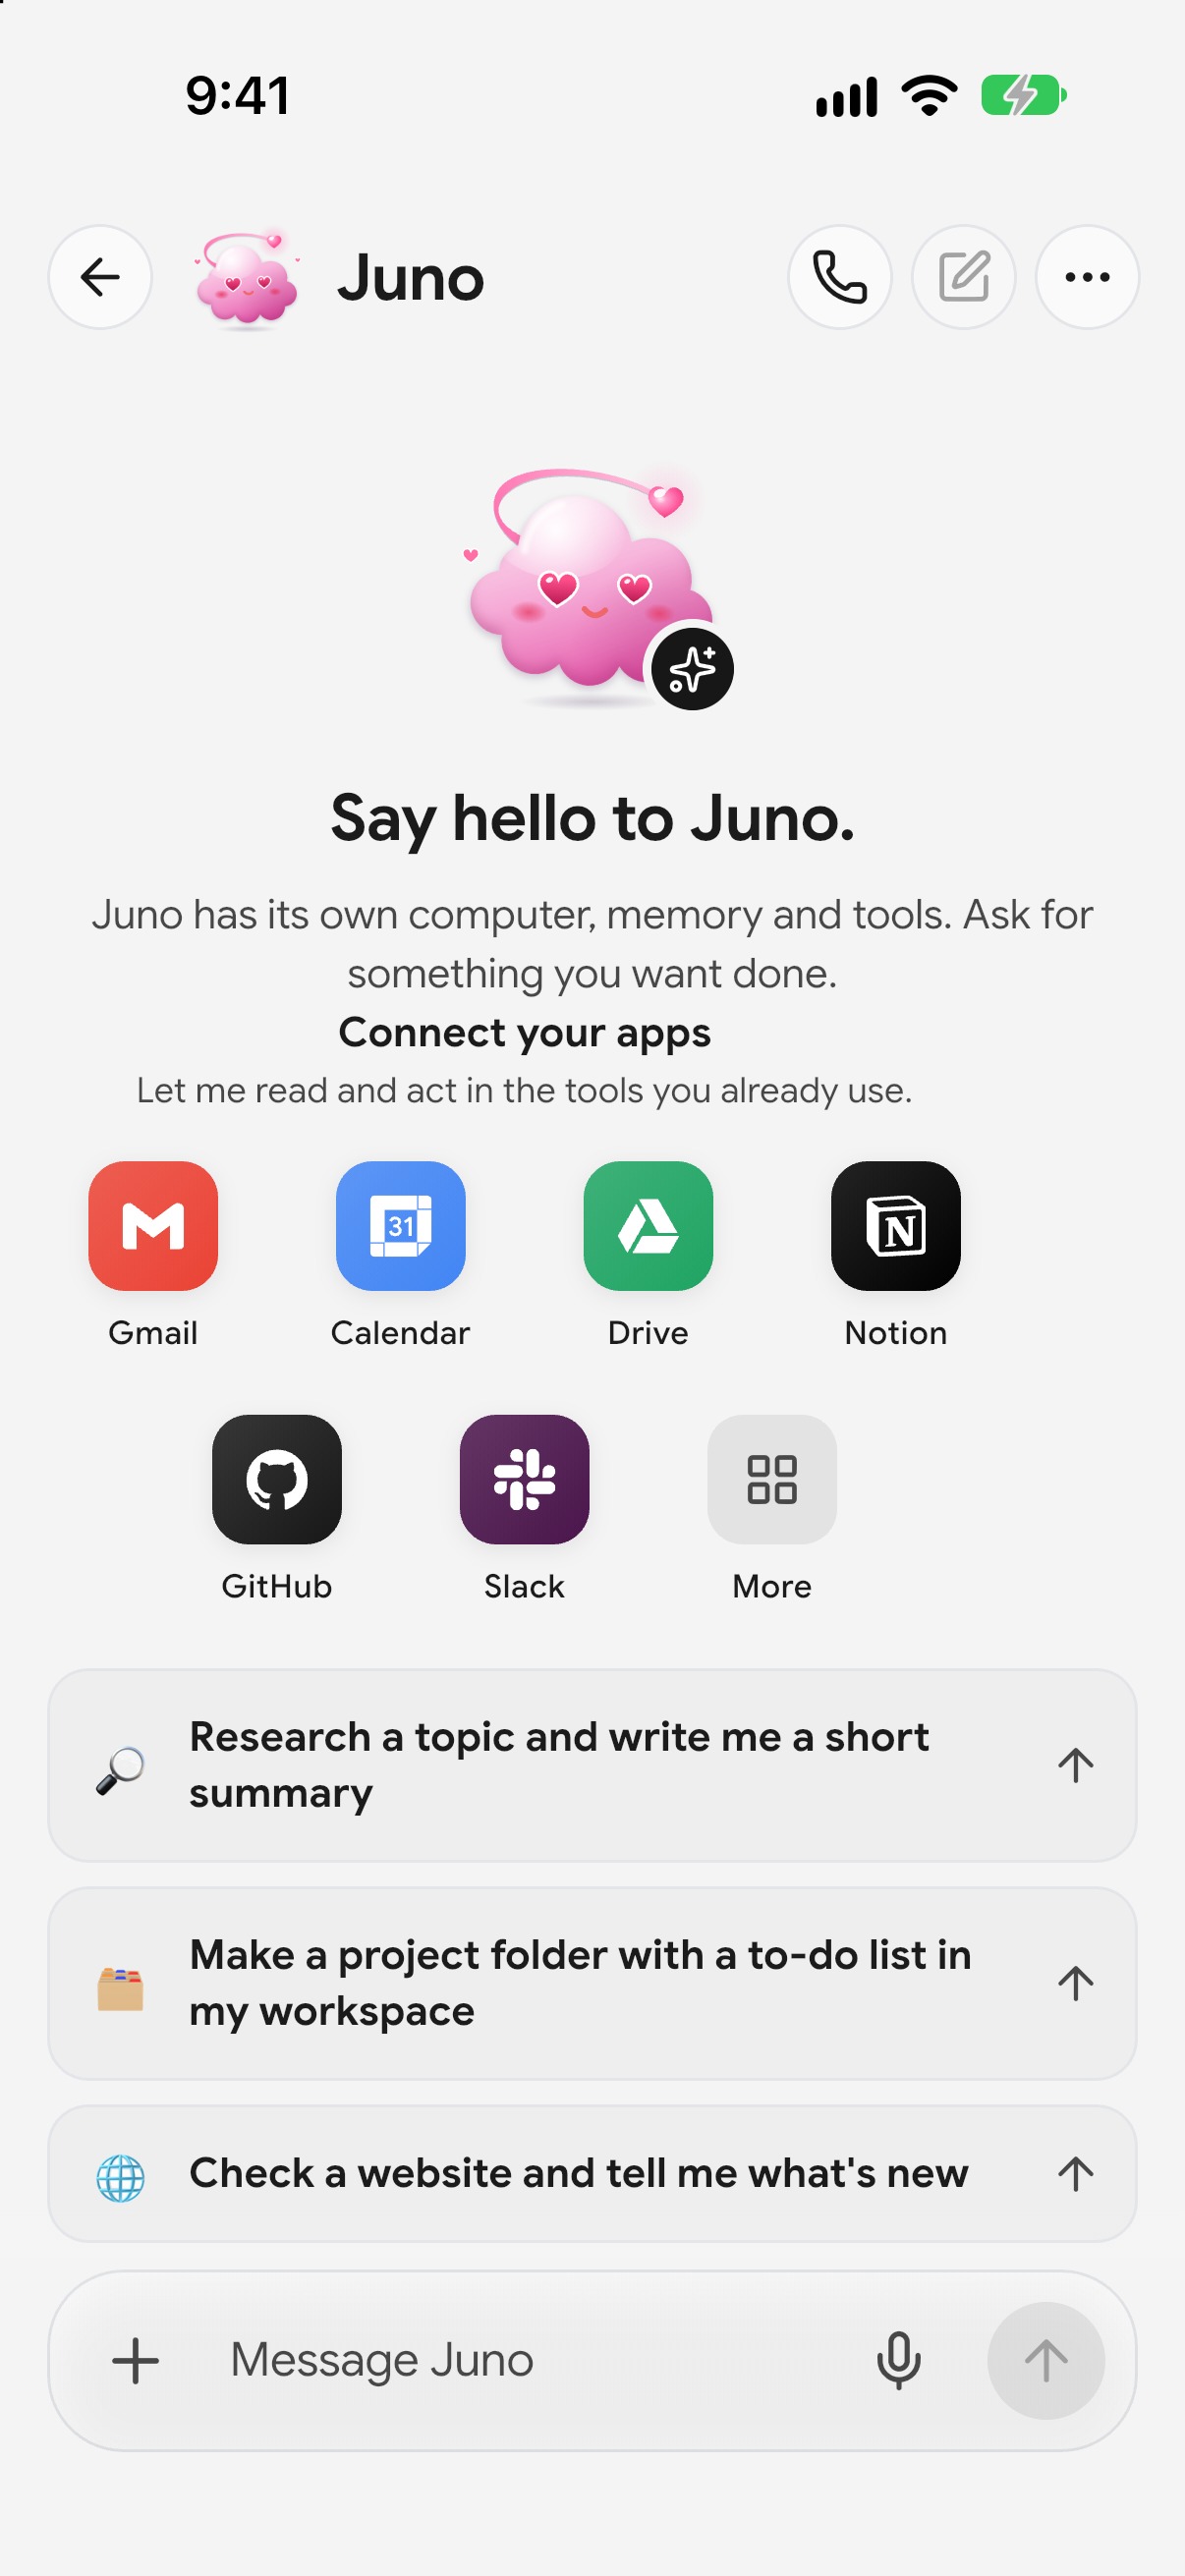 9:41
Juno
Say hello to Juno.
Juno has its own computer, memory and tools. Ask for
something you want done.
Connect your apps
Let me read and act in the tools you already use.
31
N
Gmail
Calendar
Drive
Notion
GitHub
Slack
More
Research a topic and write me a short
summary
Make a project folder with a to-do list in
my workspace
Check a website and tell me what's new
Message Juno